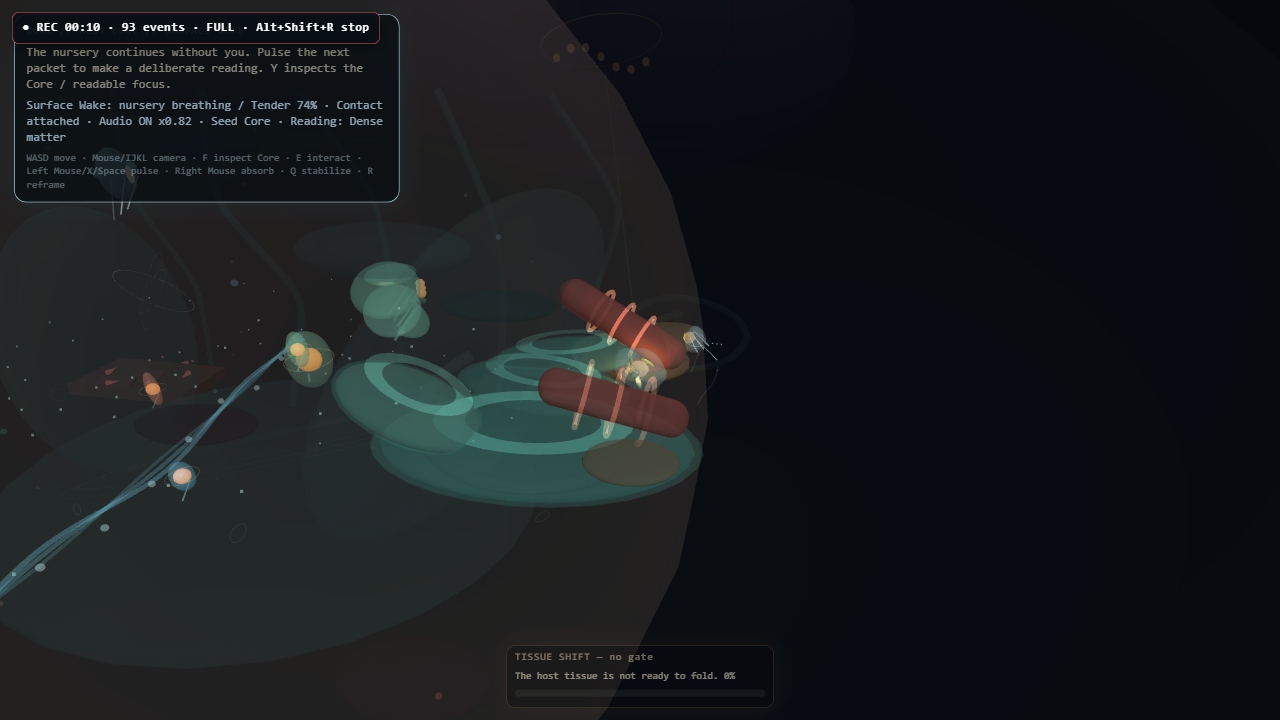 ● REC 00:10 · 93 events · FULL · Alt+Shift+R stop
The nursery continues without you. Pulse the next
packet to make a deliberate reading. Y inspects the
Core / readable focus.
Surface Wake: nursery breathing / Tender 74% · Contact
attached · Audio ON x0.82 · Seed Core · Reading: Dense
matter
WASD move · Mouse/IJKL camera · F inspect Core · E interact ·
Left Mouse/X/Space pulse · Right Mouse absorb · Q stabilize · R
reframe
TISSUE SHIFT — no gate
The host tissue is not ready to fold. 0%